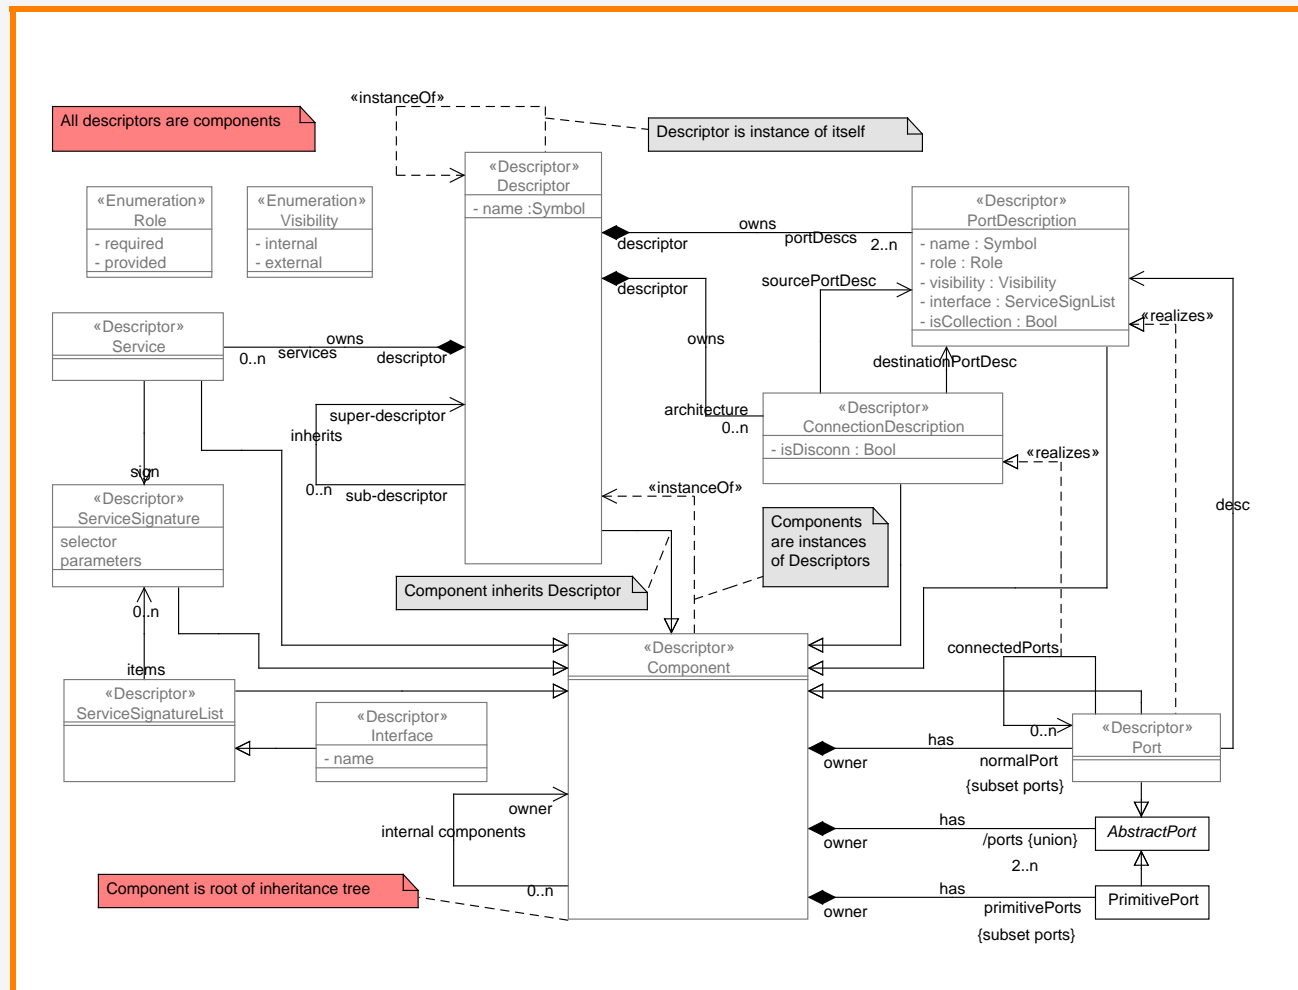 «instanceOf»
All descriptors are components
Descriptor is instance of itself
«Descriptor»
Descriptor
- name :Symbol
«Enumeration»
Role
- required
- provided
«Enumeration»
Visibility
- internal
- external
«Descriptor»
PortDescription
- name : Symbol
- role : Role
- visibility : Visibility
- interface : ServiceSignList
- isCollection : Bool
owns
descriptor
portDescs
2..n
descriptor
sourcePortDesc
«realizes»
«Descriptor»
Service
owns
0..n
services
descriptor
owns
destinationPortDesc
super-descriptor
inherits
0..n
sub-descriptor
architecture
0..n
«Descriptor»
ConnectionDescription
- isDisconn : Bool
«realizes»
sign
«Descriptor»
ServiceSignature
selector
parameters
«instanceOf»
Components
are instances
of Descriptors
desc
Component inherits Descriptor
0..n
items
«Descriptor»
Component
connectedPorts
«Descriptor»
ServiceSignatureList
«Descriptor»
Interface
- name
0..n
«Descriptor»
Port
has
owner
normalPort
{subset ports}
owner
internal components
0..n
has
owner
/ports {union}
2..n
AbstractPort
Component is root of inheritance tree
has
owner
primitivePorts
{subset ports}
PrimitivePort